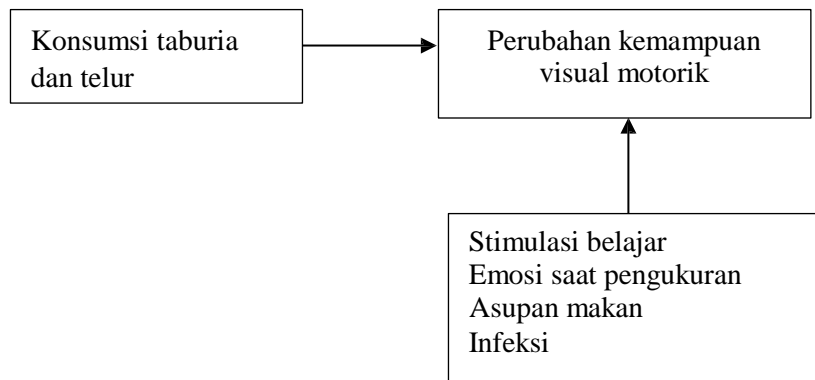 Konsumsi taburia
dan telur
Perubahan kemampuan
visual motorik
Stimulasi belajar
Emosi saat pengukuran
Asupan makan
Infeksi